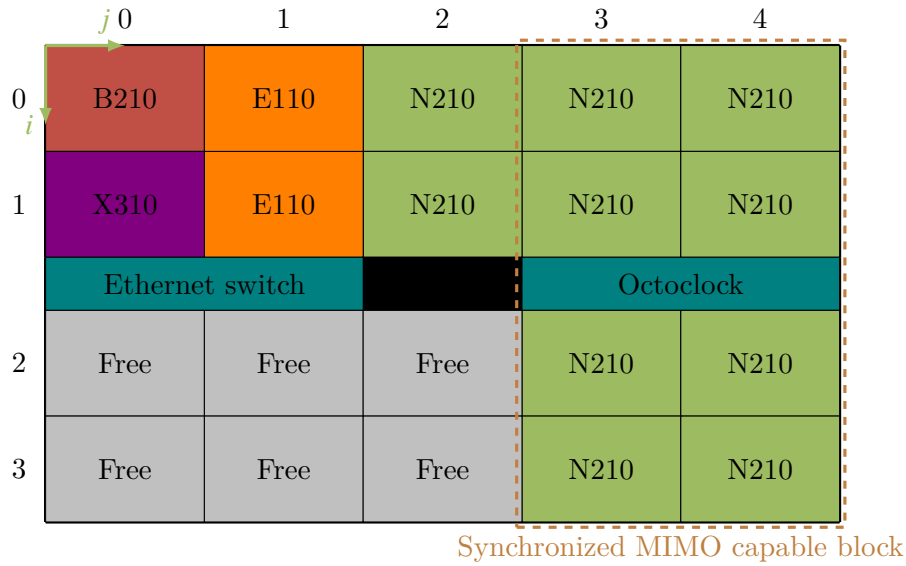 j 0 1 2 3 4
0 B210 E110 N210 N210 N210
i
1 X310 E110 N210 N210 N210
Ethernet switch Octoclock
2 Free Free Free N210 N210
3 Free Free Free N210 N210
Synchronized MIMO capable block